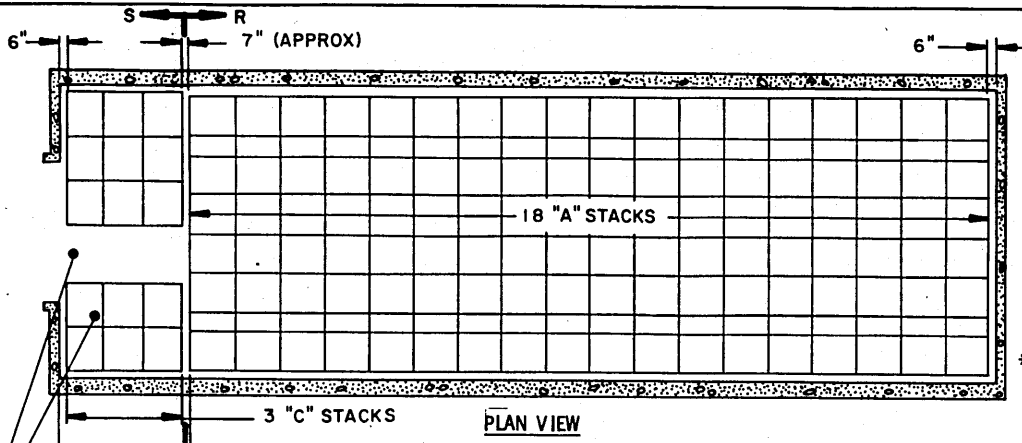 S R
6" 7" (APPROX) 6"
18 "A" STACKS
*
3 "C" STACKS
PLAN VIEW